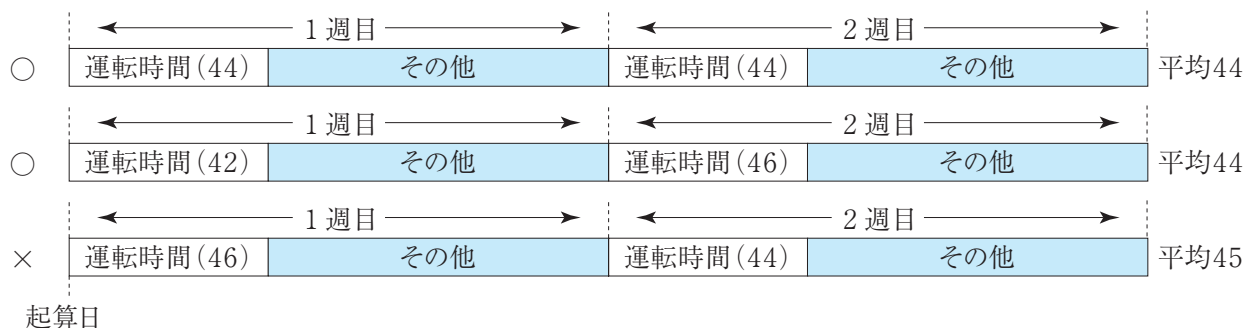 1週目 2週目
○ 運転時間(44) その他 運転時間(44) その他 平均44
1週目 2週目
○ 運転時間(42) その他 運転時間(46) その他 平均44
1週目 2週目
× 運転時間(46) その他 運転時間(44) その他 平均45
起算日